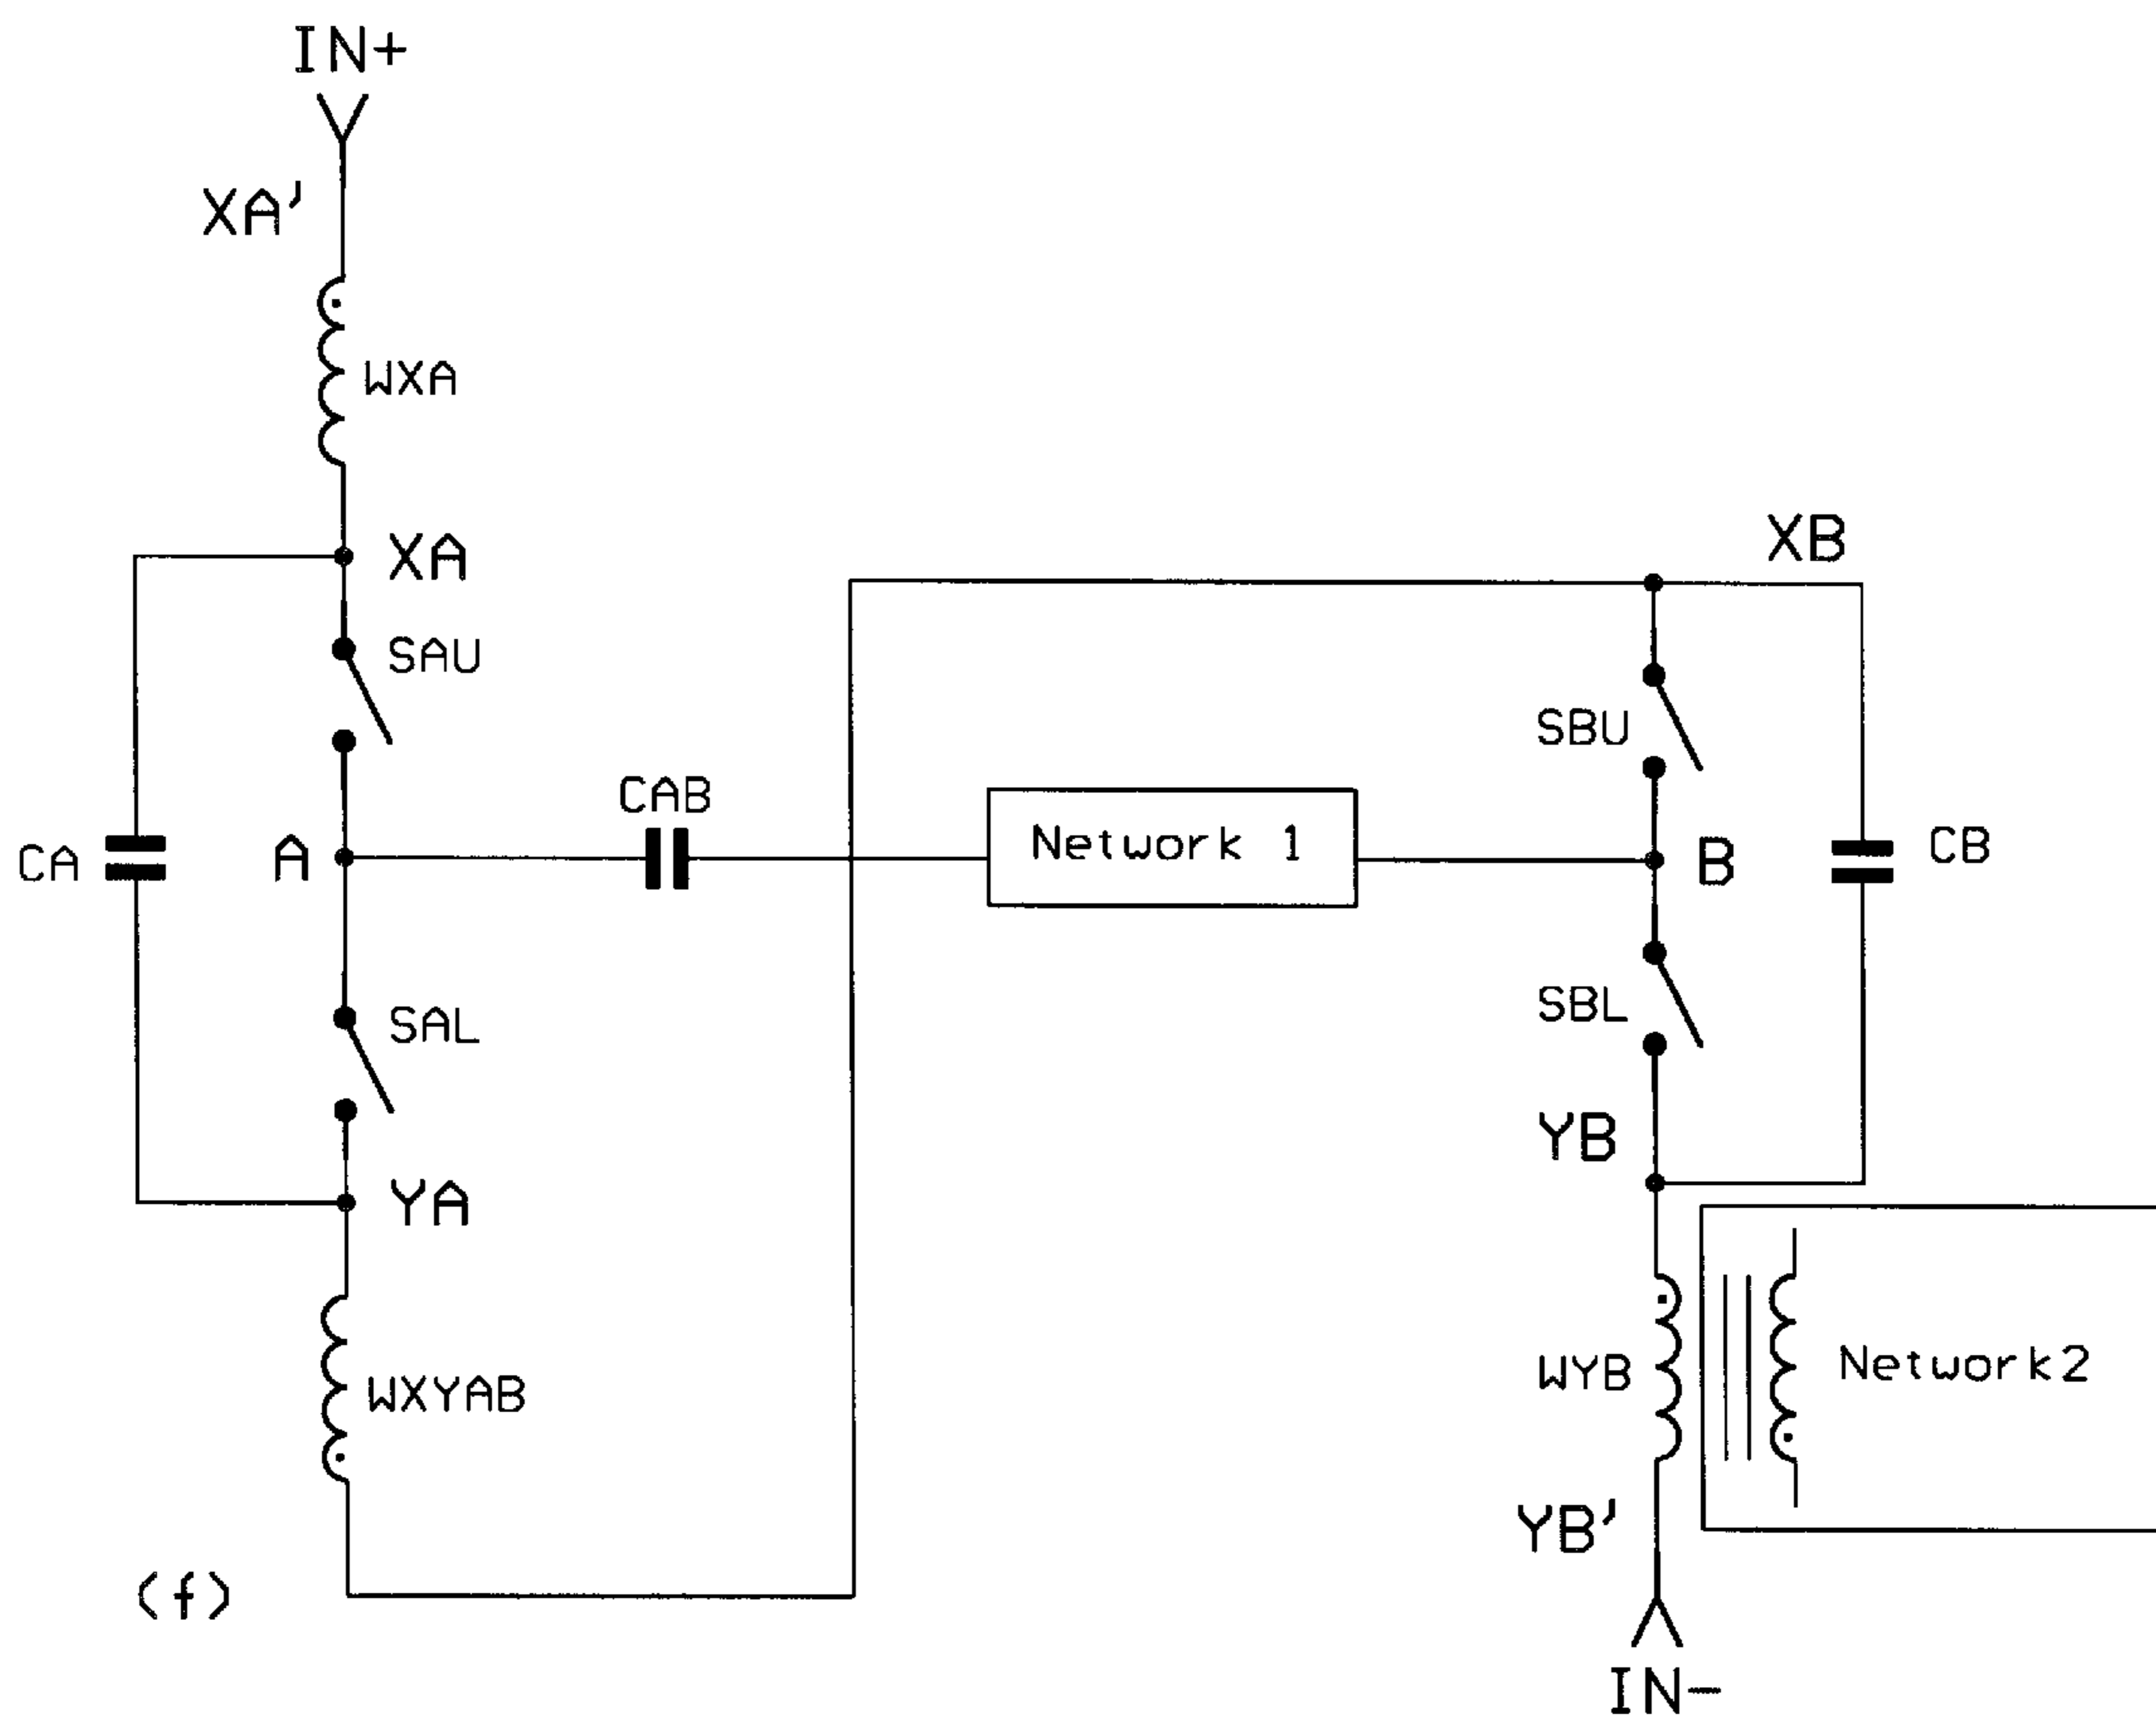 IN+
XA'
WXA
XA
XB
SAU
SBU
CAB
CA
A
Network 1
B
CB
SAL
SBL
YB
YA
WXYAB
WYB
Network2
YB'
(f)
IN-